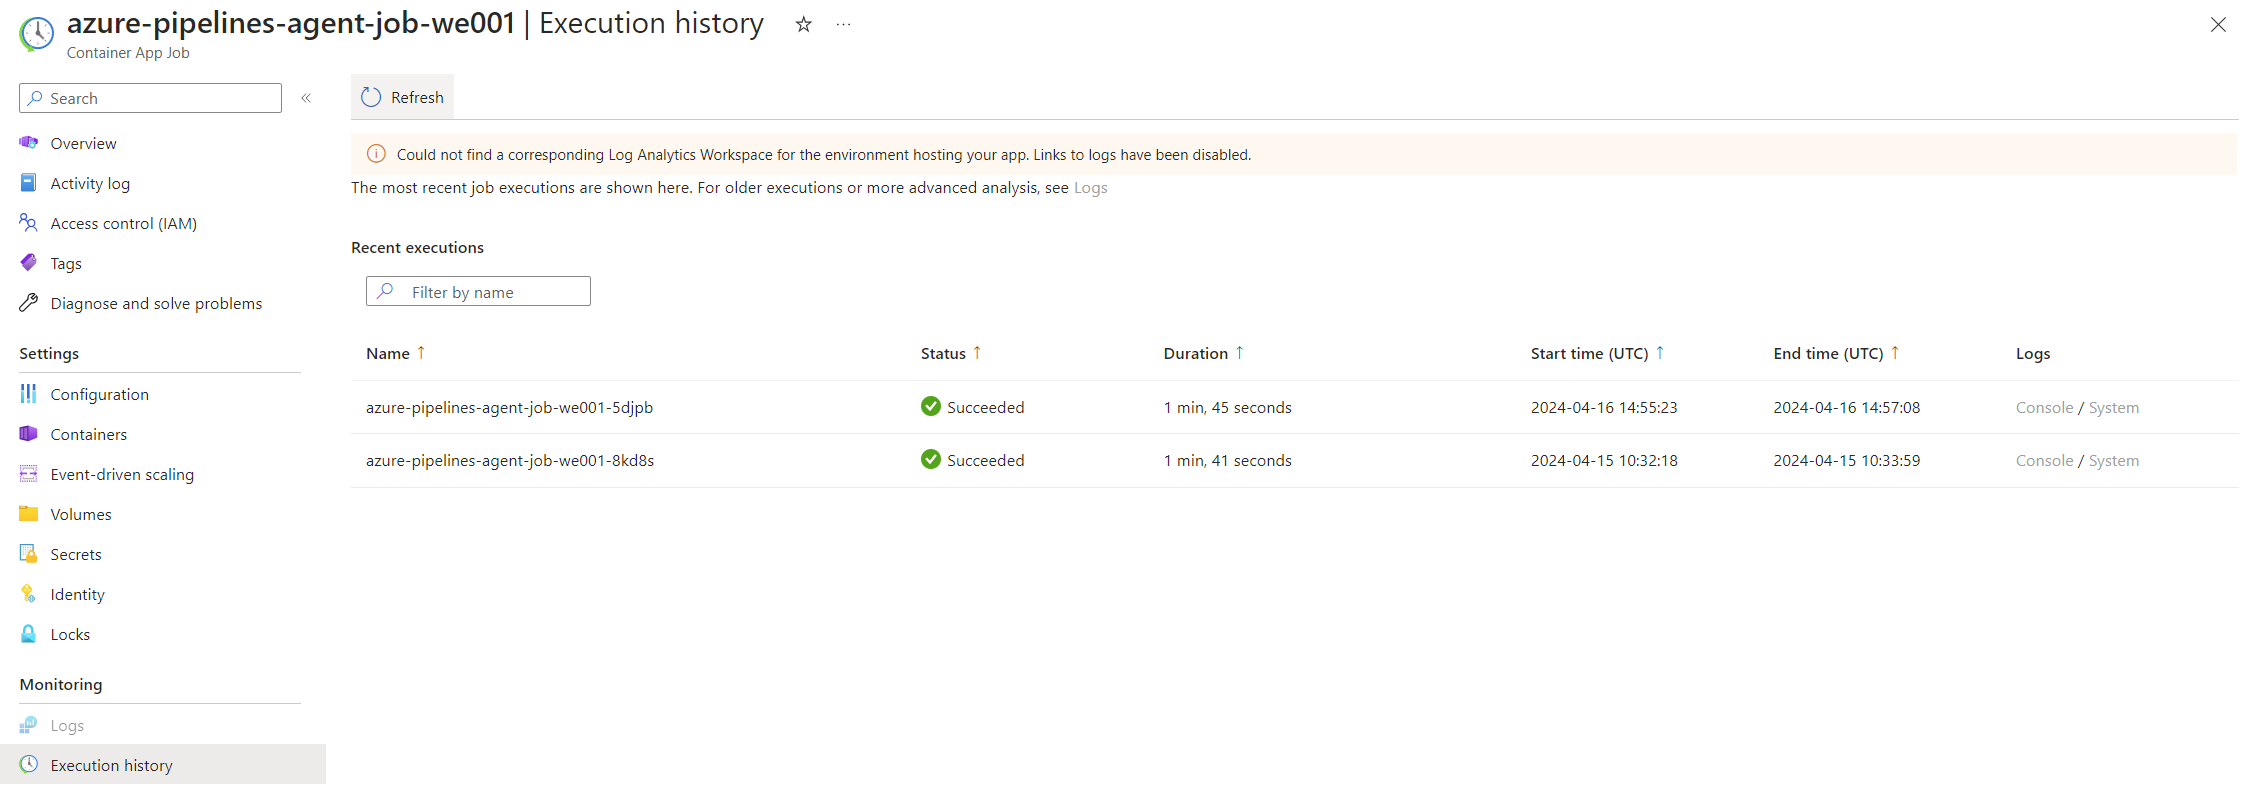 azure-pipelines-agent-job-we001 | Execution history
Container App Job
Search
Overview
Activity log
Access control (IAM)
Tags
Diagnose and solve problems
Settings
Configuration
Containers
Event-driven scaling
Volumes
Secrets
Identity
Locks
Monitoring
Logs
Execution history
Refresh
Could not find a corresponding Log Analytics Workspace for the environment hosting your app. Links to logs have been disabled.
The most recent job executions are shown here. For older executions or more advanced analysis, see Logs
Recent executions
Filter by name
Name ↑ Status ↑ Duration ↑ Start time (UTC) ↑ End time (UTC) ↑ Logs
azure-pipelines-agent-job-we001-5djpb Succeeded 1 min, 45 seconds 2024-04-16 14:55:23 2024-04-16 14:57:08 Console / System
azure-pipelines-agent-job-we001-8kd8s Succeeded 1 min, 41 seconds 2024-04-15 10:32:18 2024-04-15 10:33:59 Console / System